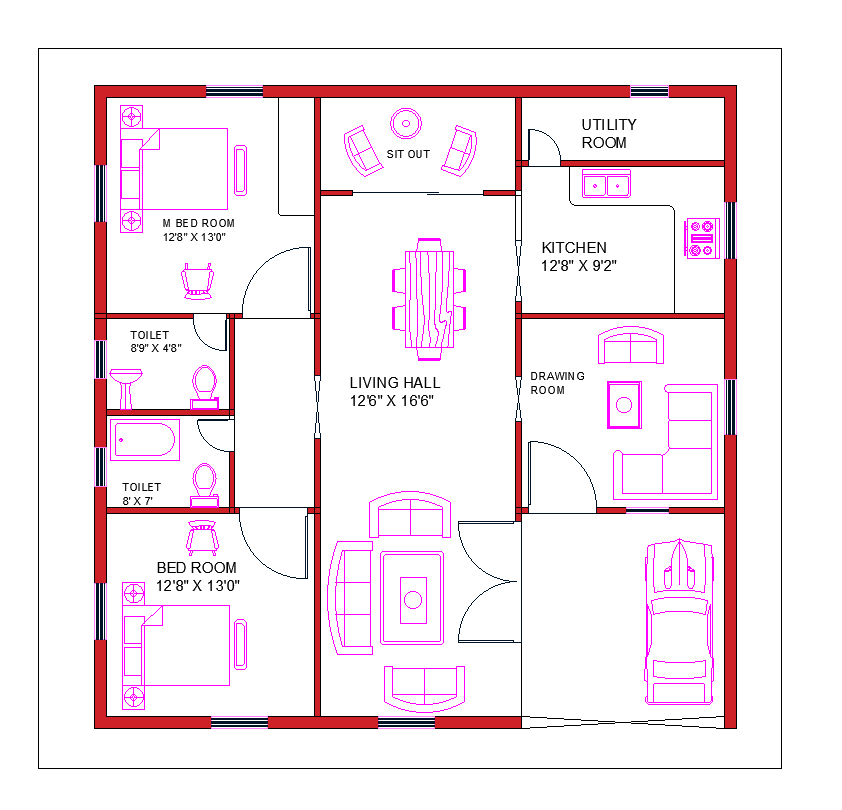 SIT OUT
UTILITY
ROOM
M BED ROOM
12'8" X 13'0"
KITCHEN
12'8" X 9'2"
TOILET
8'9" X 4'8"
LIVING HALL
12'6" X 16'6"
DRAWING
ROOM
TOILET
8' X 7'
BED ROOM
12'8" X 13'0"